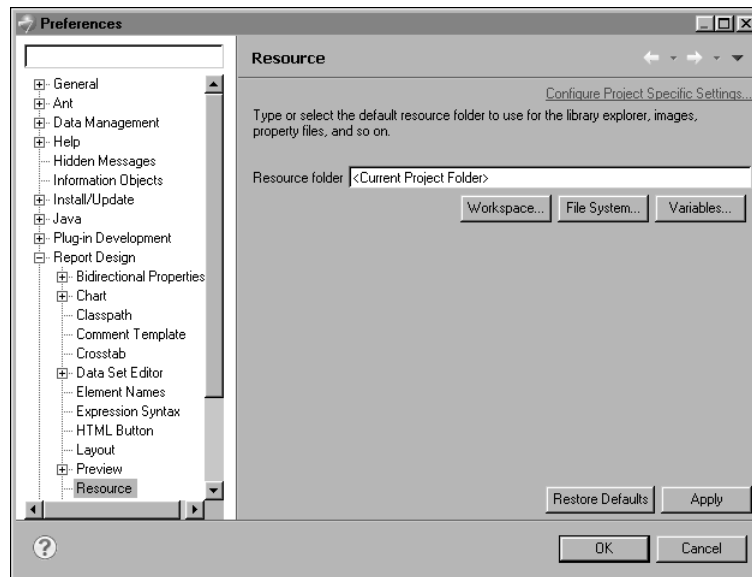 Preferences
Resource
Configure Project Specific Settings...
Type or select the default resource folder to use for the library explorer, images,
property files, and so on.
Resource folder <Current Project Folder>
Workspace... File System... Variables...
General
Ant
Data Management
Help
Hidden Messages
Information Objects
Install/Update
Java
Plug-in Development
Report Design
Bidirectional Properties
Chart
Classpath
Comment Template
Crosstab
Data Set Editor
Element Names
Expression Syntax
HTML Button
Layout
Preview
Resource
Restore Defaults Apply
?
OK Cancel